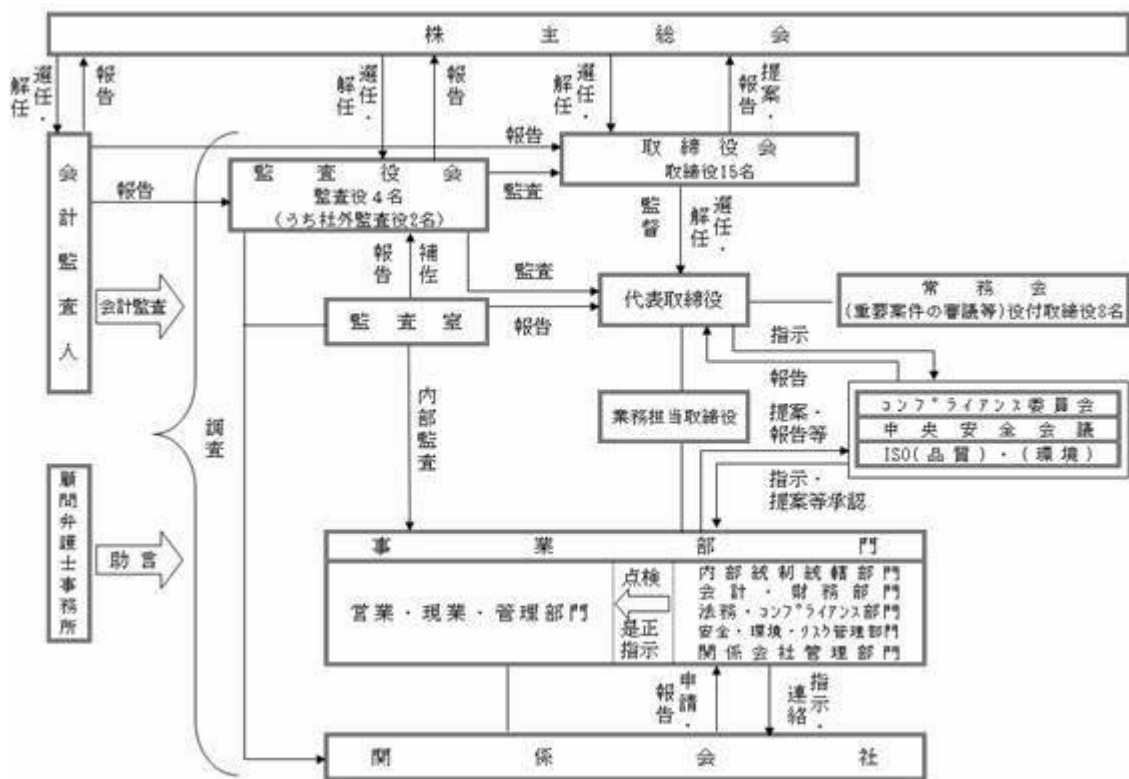 株主総会
選任・
解任
報告
選任・
解任
報告
選任・
解任
提案・
報告
会計監査人
報告
報告
監査役会
監査役4名
(うち社外監査役2名)
監査
取締役会
取締役15名
監督
選任・
解任
報告
補佐
監査
会計監査
監査室
報告
代表取締役
常務会
(重要案件の審議等)役付取締役8名
指示
報告
内部監査
調査
業務担当取締役
提案・
報告等
コンプライアンス委員会
中央安全会議
ISO(品質)・(環境)
指示・
提案等承認
顧問弁護士事務所
助言
事業部門
営業・現業・管理部門
点検
是正
指示
内部統制統轄部門
会計・財務部門
法務・コンプライアンス部門
安全・環境・リスク管理部門
関係会社管理部門
申請・
報告
指示・
連絡
関係会社